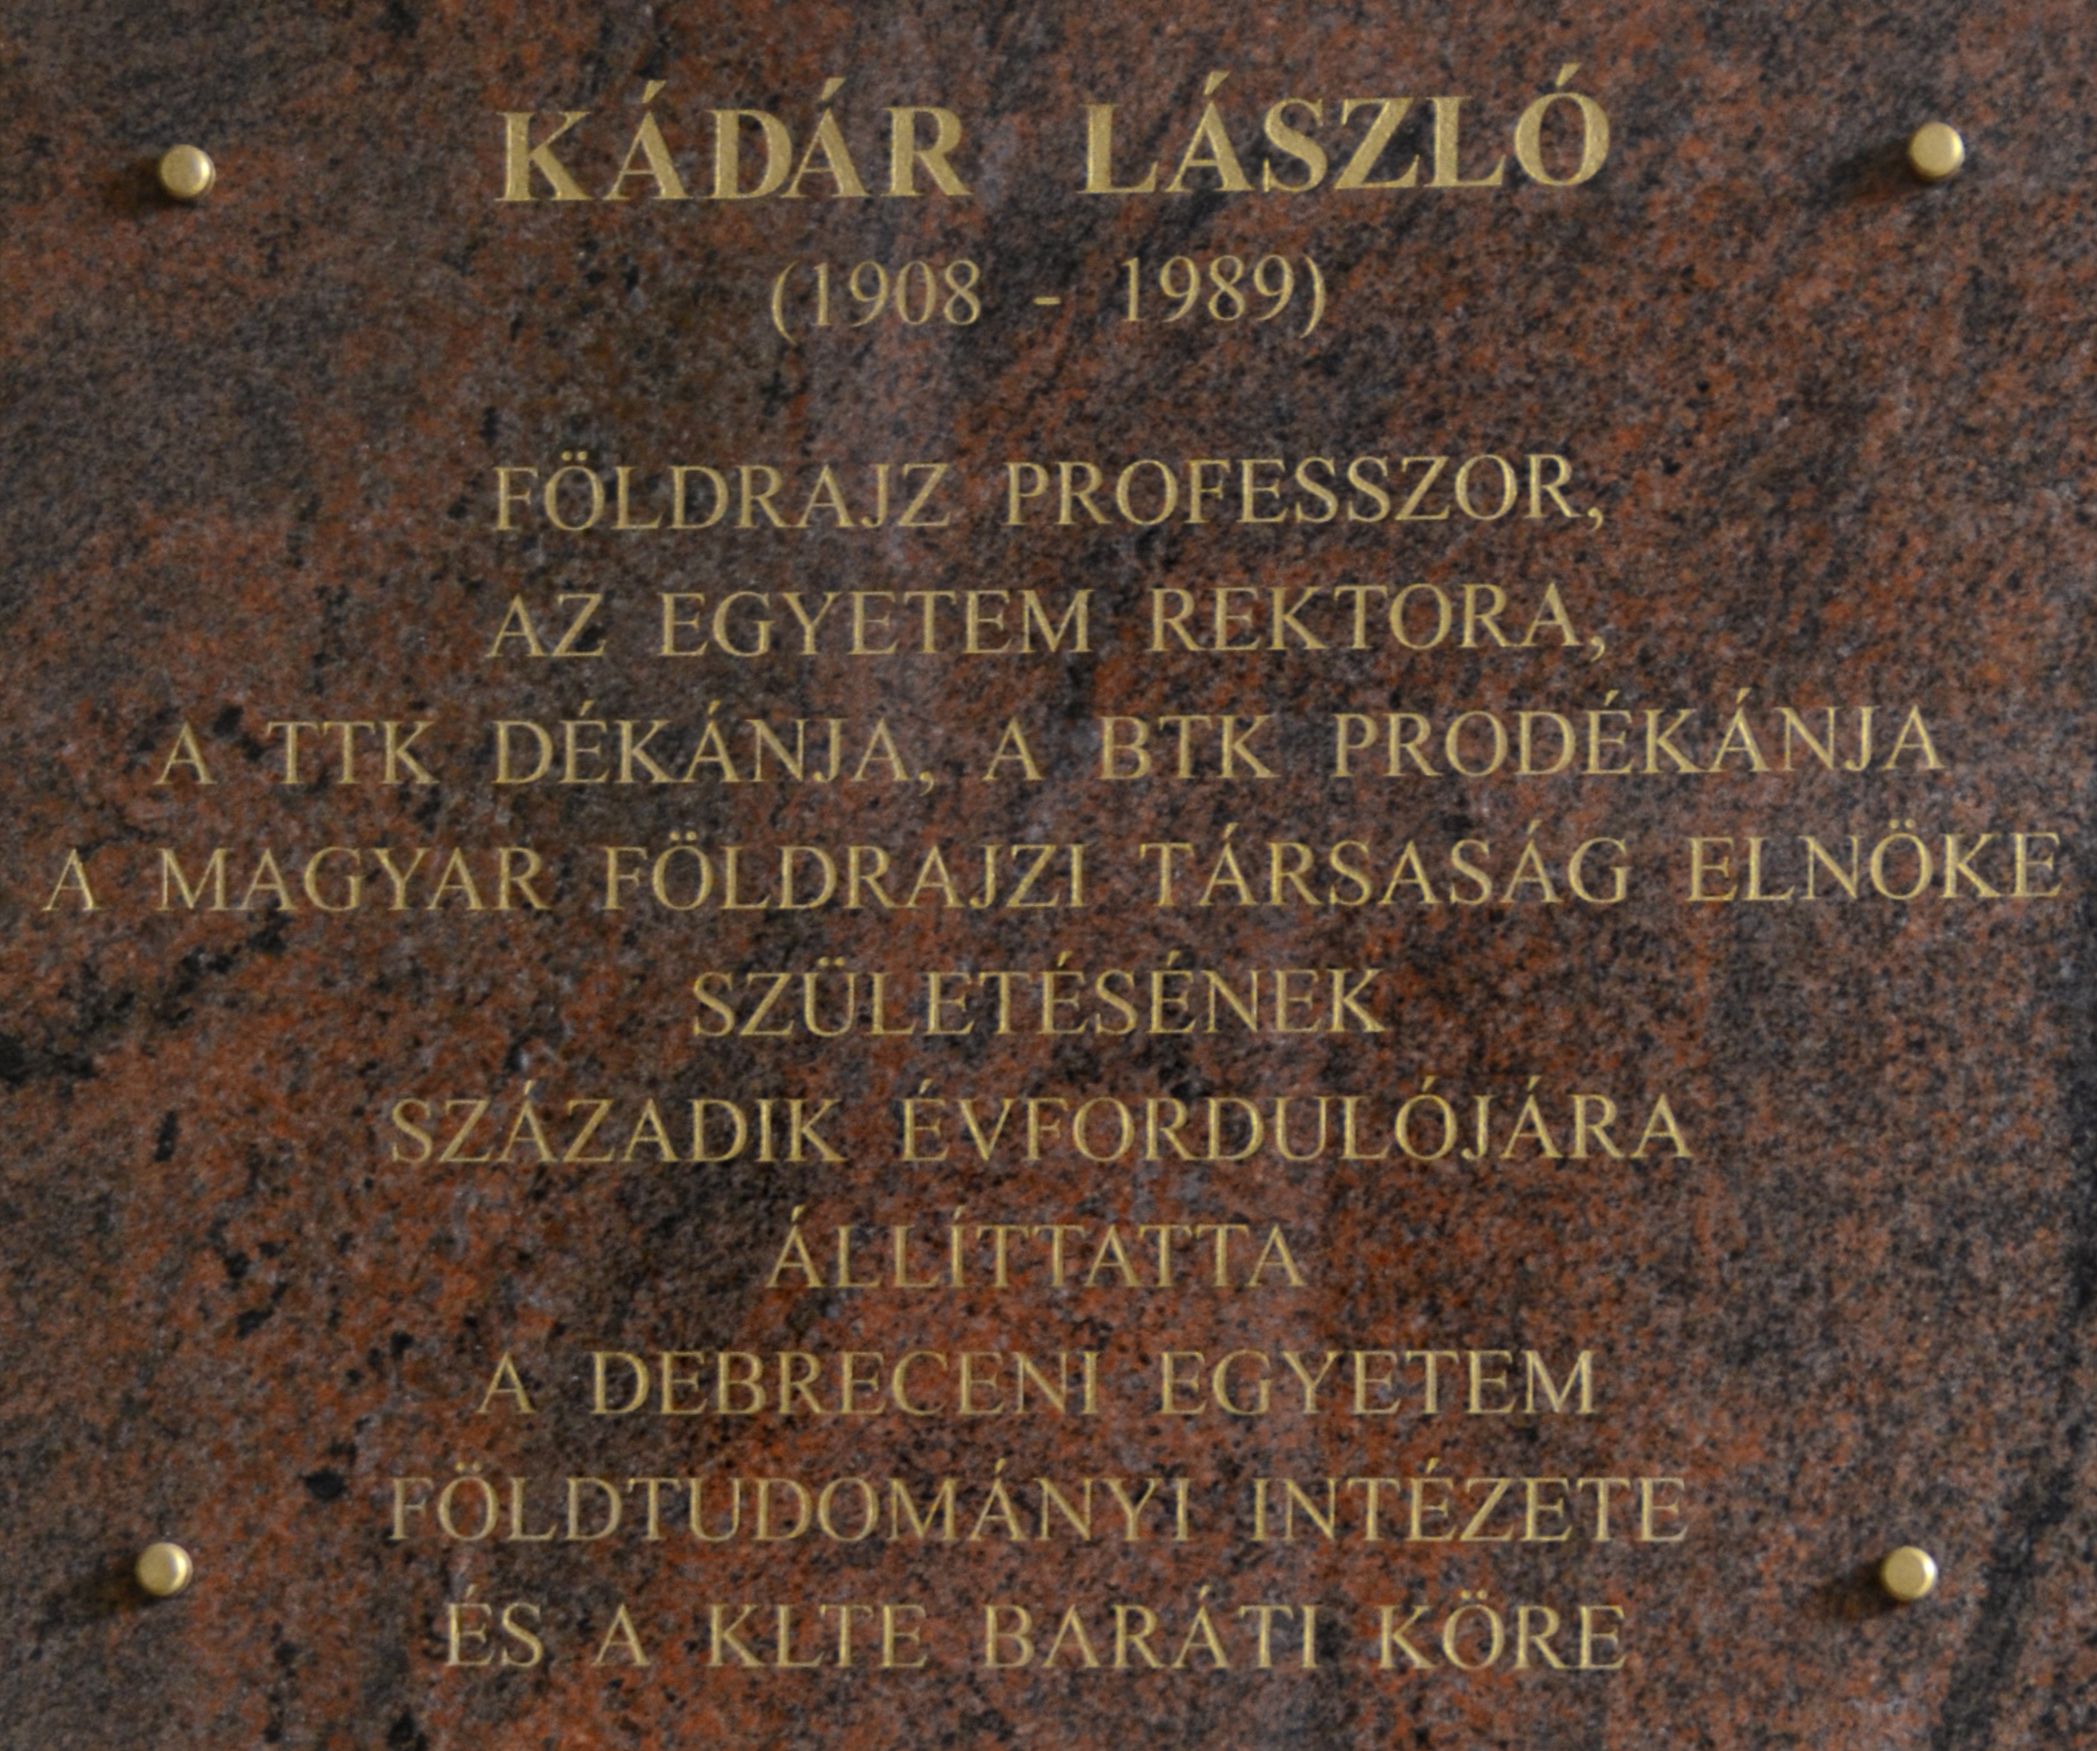 KÁDÁR LÁSZLÓ
(1908 - 1989)
FÖLDRAJZ PROFESSZOR,
AZ EGYETEM REKTORA,
A TTK DÉKÁNJA, A BTK PRODÉKÁNJA
A MAGYAR FÖLDRAJZI TÁRSASÁG ELNÖKE
SZÜLETÉSÉNEK
SZÁZADIK ÉVFORDULÓJÁRA
ÁLLÍTTATTA
A DEBRECENI EGYETEM
FÖLDTUDOMÁNYI INTÉZETE
ÉS A KLTE BARÁTI KÖRE